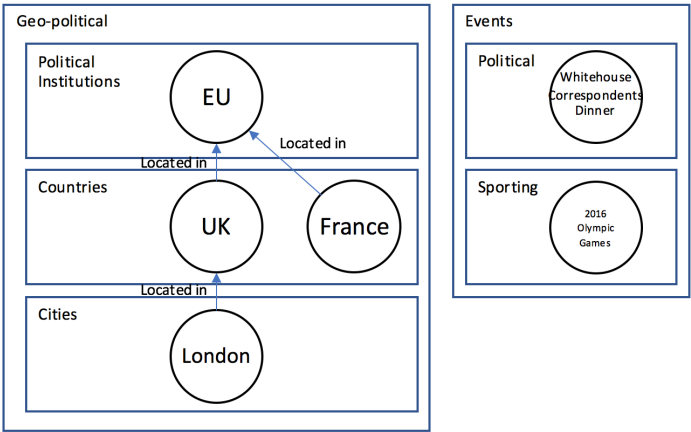 Geo-political
Political
Institutions
EU
Located in
Located in
Countries
UK
France
Located in
Cities
London
Events
Political
Whitehouse
Correspondents
Dinner
Sporting
2016
Olympic
Games